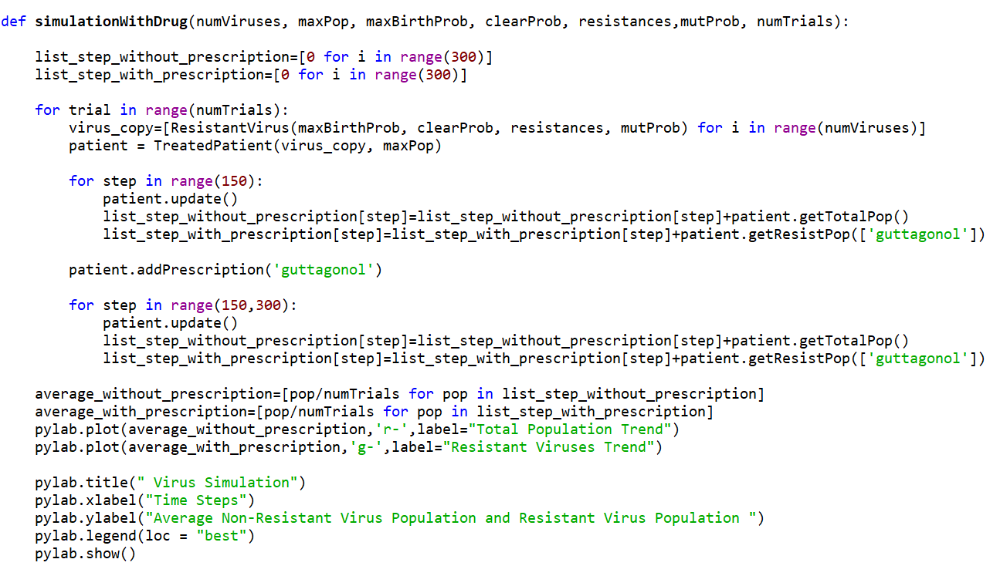 def simulationWithDrug(numViruses, maxPop, maxBirthProb, clearProb, resistances,mutProb, numTrials):
list_step_without_prescription=[0 for i in range(300)]
list_step_with_prescription=[0 for i in range(300)]
for trial in range(numTrials):
virus_copy=[ResistantVirus(maxBirthProb, clearProb, resistances, mutProb) for i in range(numViruses)]
patient = TreatedPatient(virus_copy, maxPop)
for step in range(150):
patient.update()
list_step_without_prescription[step]=list_step_without_prescription[step]+patient.getTotalPop()
list_step_with_prescription[step]=list_step_with_prescription[step]+patient.getResistPop(['guttagonol'])
patient.addPrescription('guttagonol')
for step in range(150,300):
patient.update()
list_step_without_prescription[step]=list_step_without_prescription[step]+patient.getTotalPop()
list_step_with_prescription[step]=list_step_with_prescription[step]+patient.getResistPop(['guttagonol'])
average_without_prescription=[pop/numTrials for pop in list_step_without_prescription]
average_with_prescription=[pop/numTrials for pop in list_step_with_prescription]
pylab.plot(average_without_prescription,'r-',label="Total Population Trend")
pylab.plot(average_with_prescription,'g-',label="Resistant Viruses Trend")
pylab.title(" Virus Simulation")
pylab.xlabel("Time Steps")
pylab.ylabel("Average Non-Resistant Virus Population and Resistant Virus Population ")
pylab.legend(loc = "best")
pylab.show()